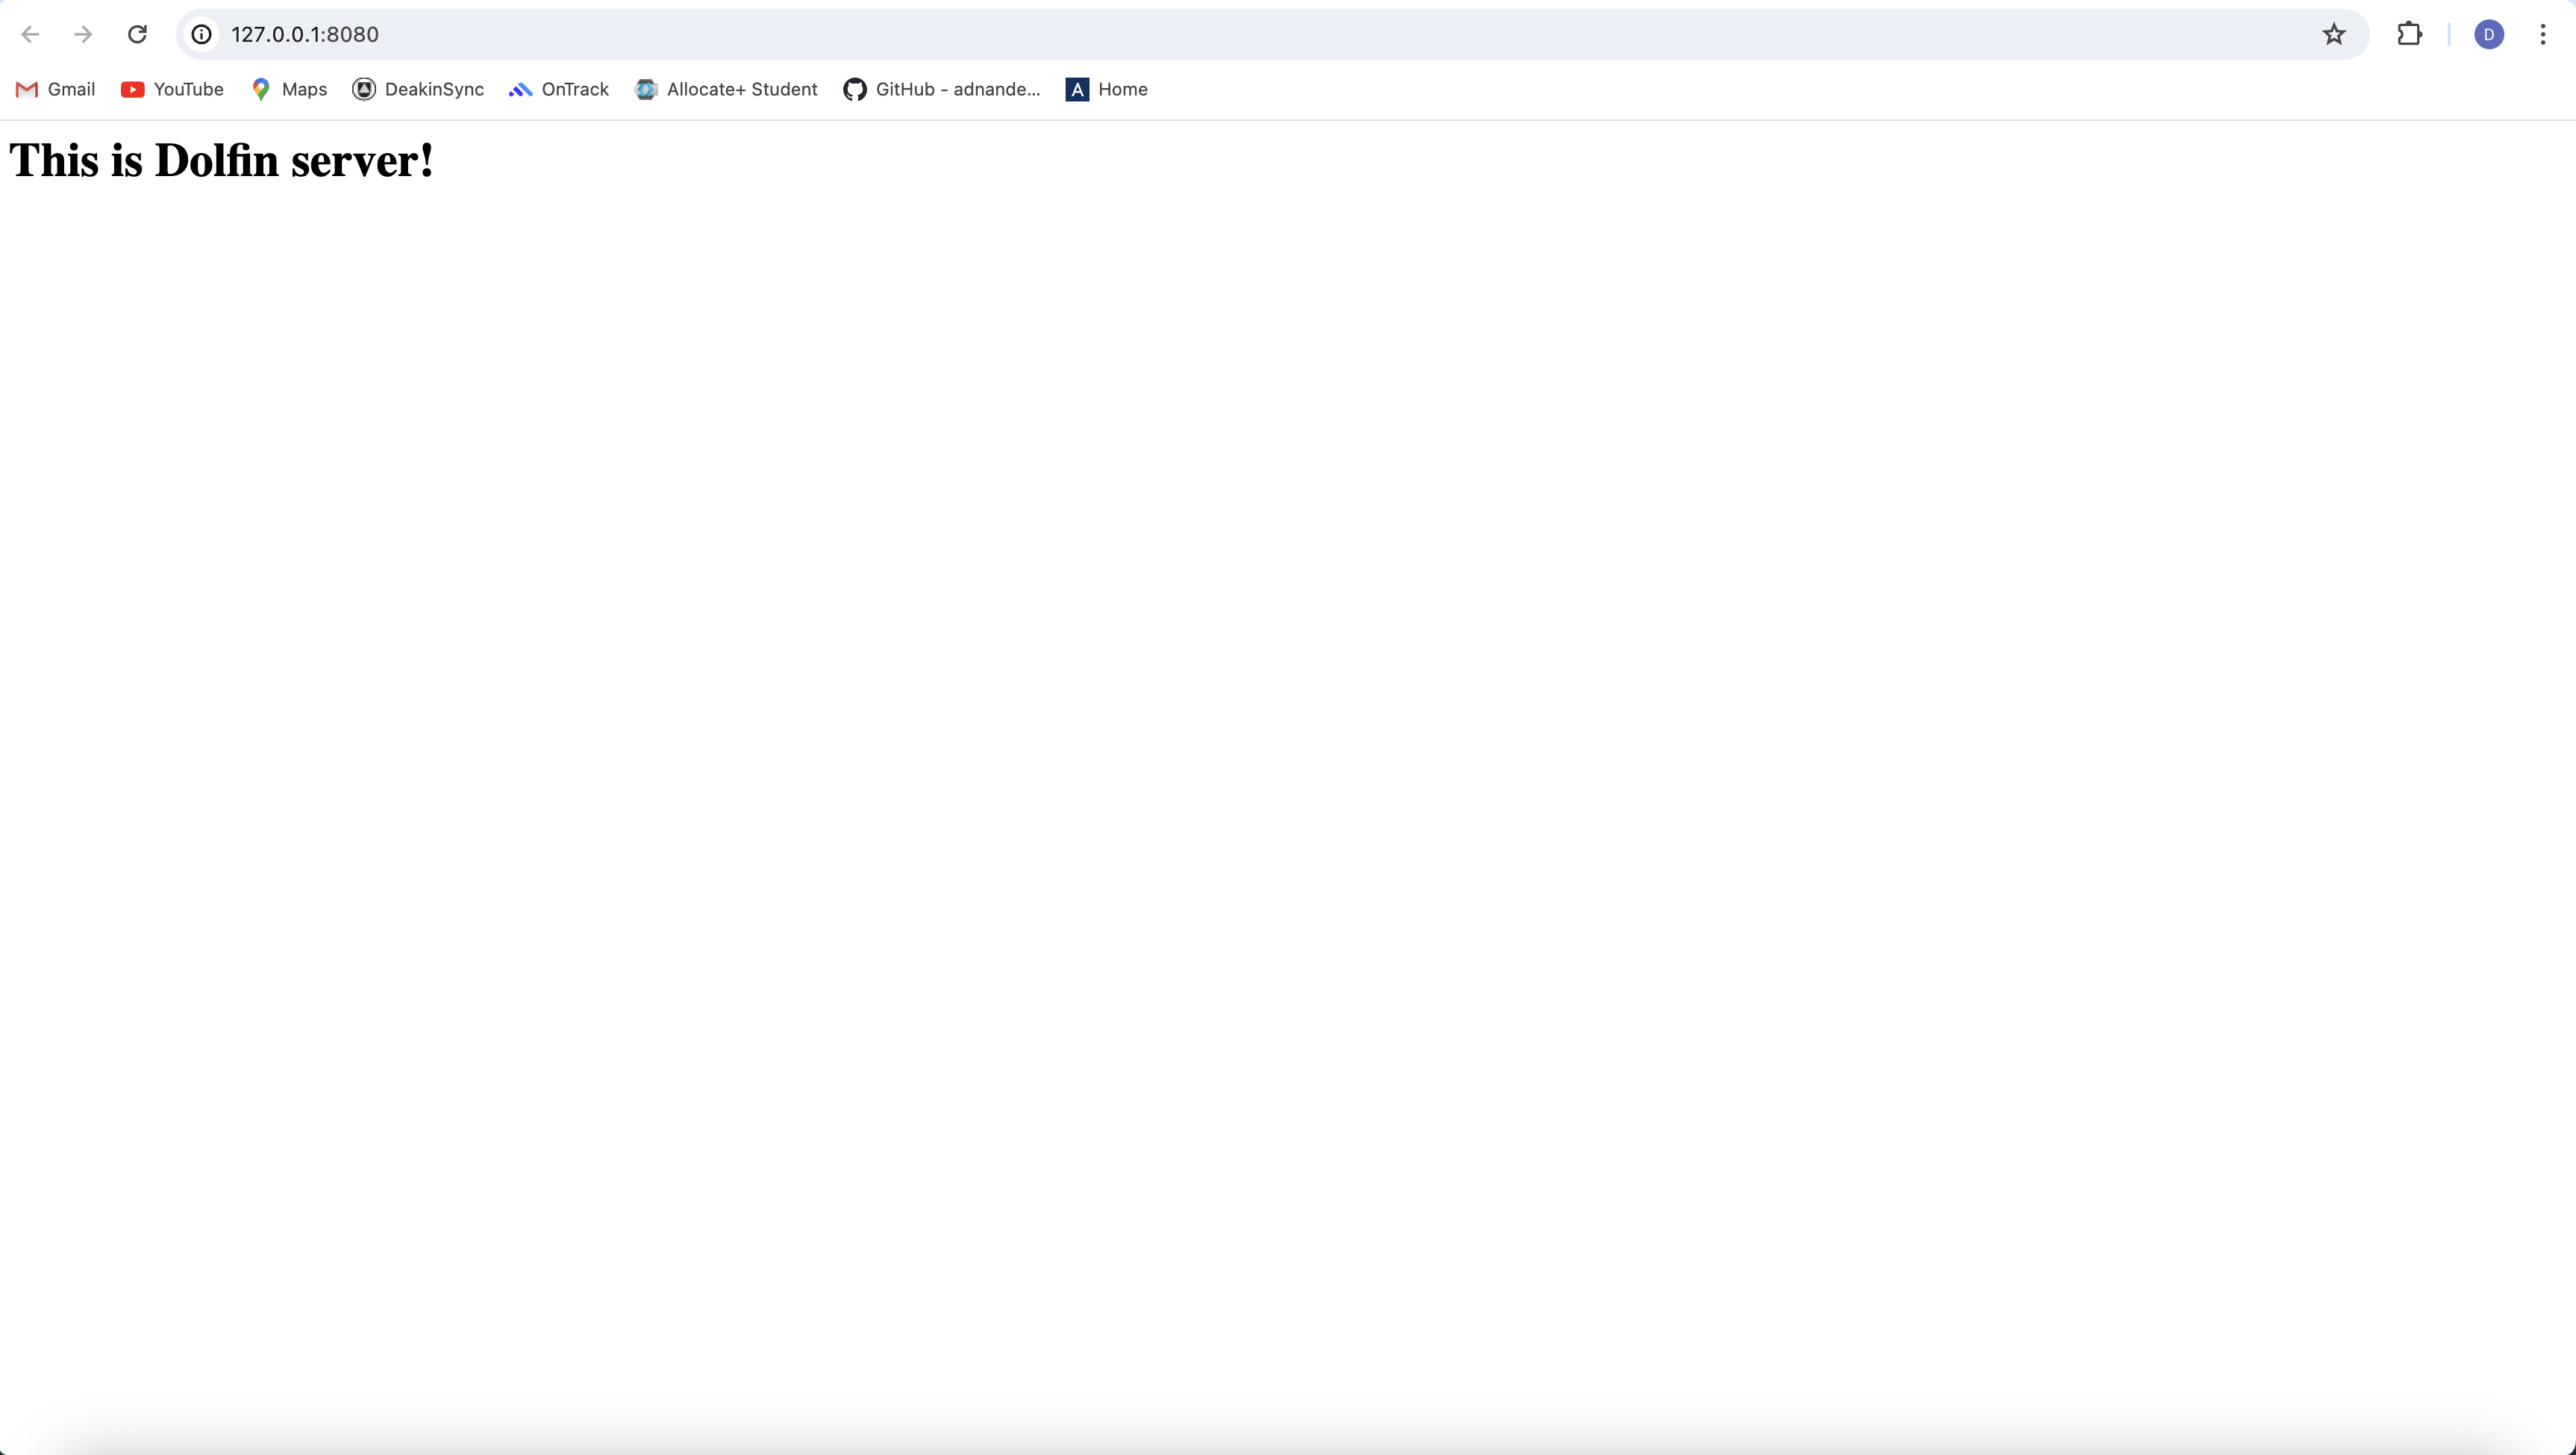 127.0.0.1:8080
D
Gmail YouTube Maps DeakinSync OnTrack Allocate+ Student GitHub - adnande... A Home
This is Dolfin server!